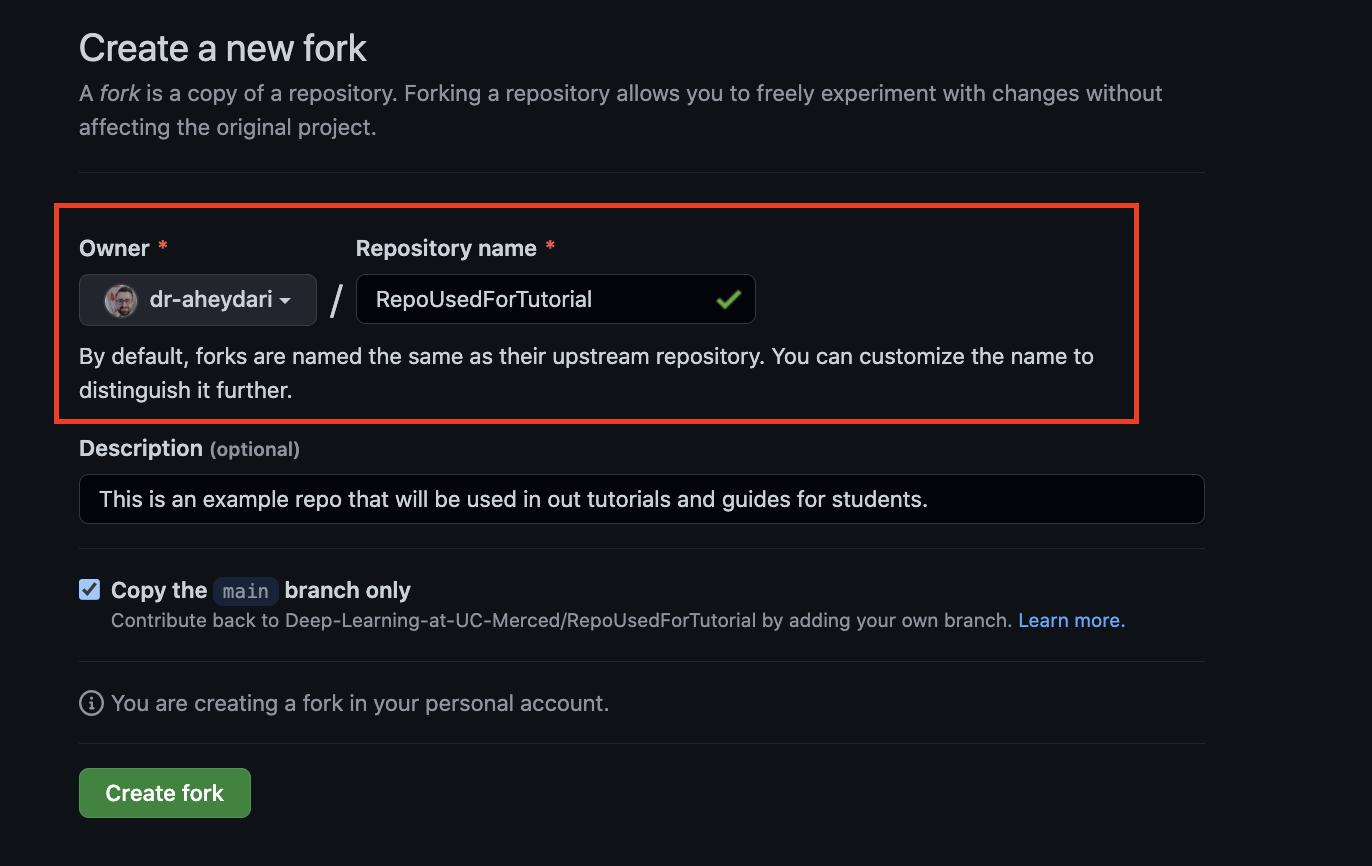 Create a new fork
A fork is a copy of a repository. Forking a repository allows you to freely experiment with changes without
affecting the original project.
Owner * Repository name *
dr-aheydari / RepoUsedForTutorial
By default, forks are named the same as their upstream repository. You can customize the name to
distinguish it further.
Description (optional)
This is an example repo that will be used in out tutorials and guides for students.
Copy the main branch only
Contribute back to Deep-Learning-at-UC-Merced/RepoUsedForTutorial by adding your own branch. Learn more.
You are creating a fork in your personal account.
Create fork